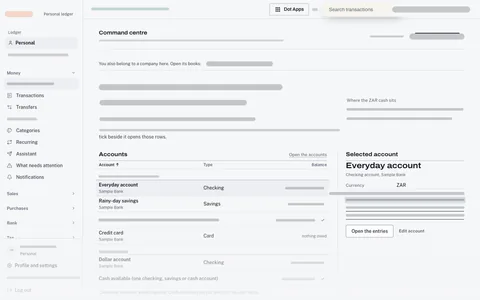 Personal ledger
Dot Apps
Search transactions
Ledger
Personal
Command centre
You also belong to a company here. Open its books:
Money
Transactions
Transfers
Where the ZAR cash sits
Categories
tick beside it opens those rows.
Recurring
Assistant
Accounts
Open the accounts
Selected account
What needs attention
Account ↑
Type
Balance
Everyday account
Notifications
Checking account, Sample Bank
Everyday account
Sample Bank
Checking
Currency
ZAR
Sales
Rainy-day savings
Sample Bank
Savings
Purchases
Book
Credit card
Sample Bank
Card
nothing owed
Open the entries
Edit account
Personal
Dollar account
Sample Bank
Checking
Profile and settings
Cash available (una checking, savings or cash account)
Log out